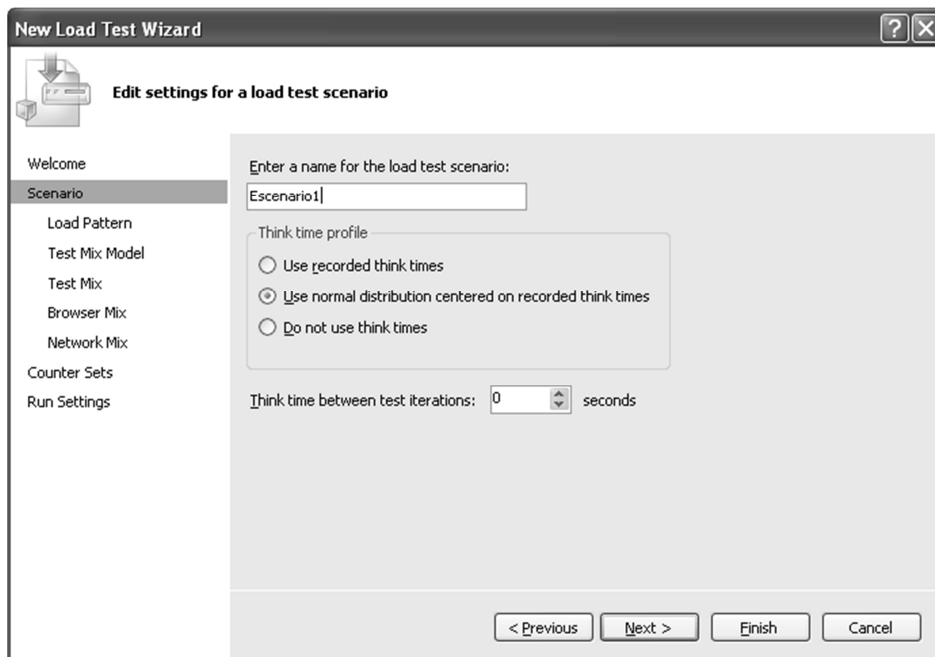 New Load Test Wizard
Edit settings for a load test scenario
Welcome
Scenario
Load Pattern
Test Mix Model
Test Mix
Browser Mix
Network Mix
Counter Sets
Run Settings
Enter a name for the load test scenario:
Escenario1
Think time profile
Use recorded think times
Use normal distribution centered on recorded think times
Do not use think times
Think time between test iterations: 0 seconds
< Previous Next > Finish Cancel